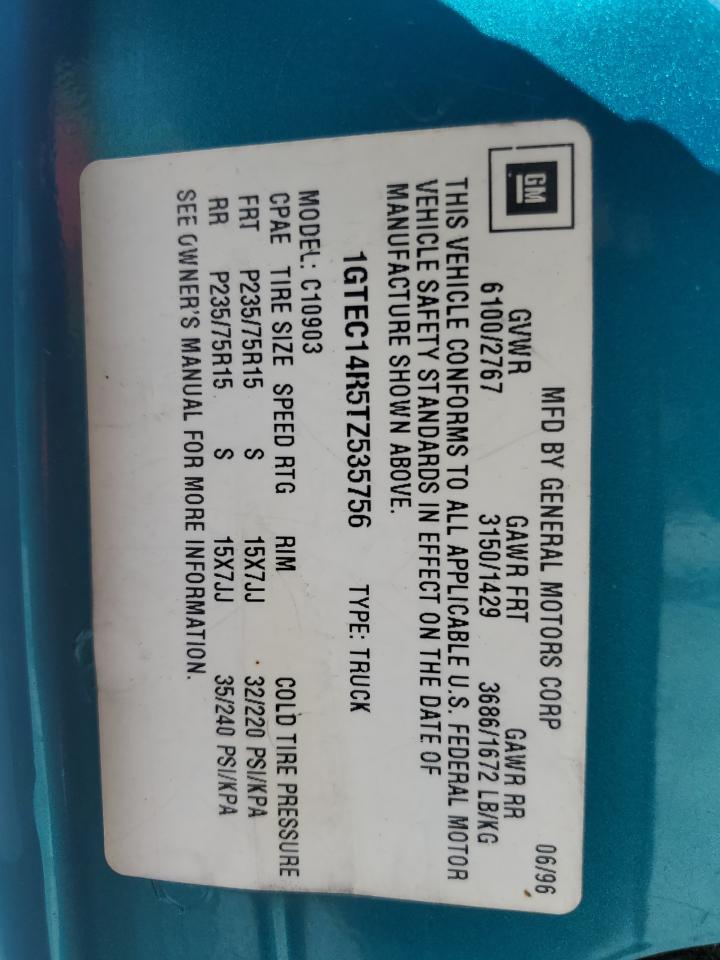 GM
MFD BY GENERAL MOTORS CORP 06/96
GVWR GAWR FRT GAWR RR
6100/2767 3150/1429 3686/1672 LB/KG
THIS VEHICLE CONFORMS TO ALL APPLICABLE U.S. FEDERAL MOTOR
VEHICLE SAFETY STANDARDS IN EFFECT ON THE DATE OF
MANUFACTURE SHOWN ABOVE.
1GTEC14R5TZ535756 TYPE: TRUCK
MODEL: C10903
CPAE TIRE SIZE SPEED RTG RIM COLD TIRE PRESSURE
FRT P235/75R15 S 15X7JJ 32/220 PSI/KPA
RR P235/75R15 S 15X7JJ 35/240 PSI/KPA
SEE OWNER'S MANUAL FOR MORE INFORMATION.